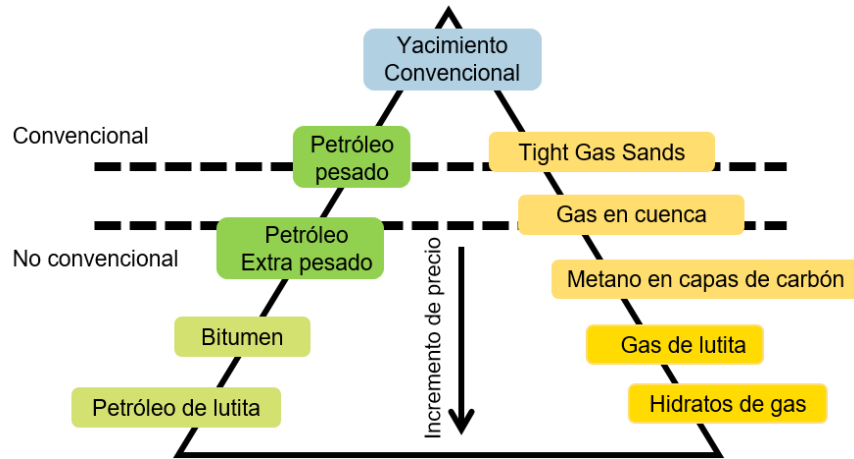 Yacimiento
Convencional
Convencional
Petróleo
pesado
Tight Gas Sands
Gas en cuenca
No convencional
Petróleo
Extra pesado
Metano en capas de carbón
Incremento de precio
Bitumen
Gas de lutita
Petróleo de lutita
Hidratos de gas